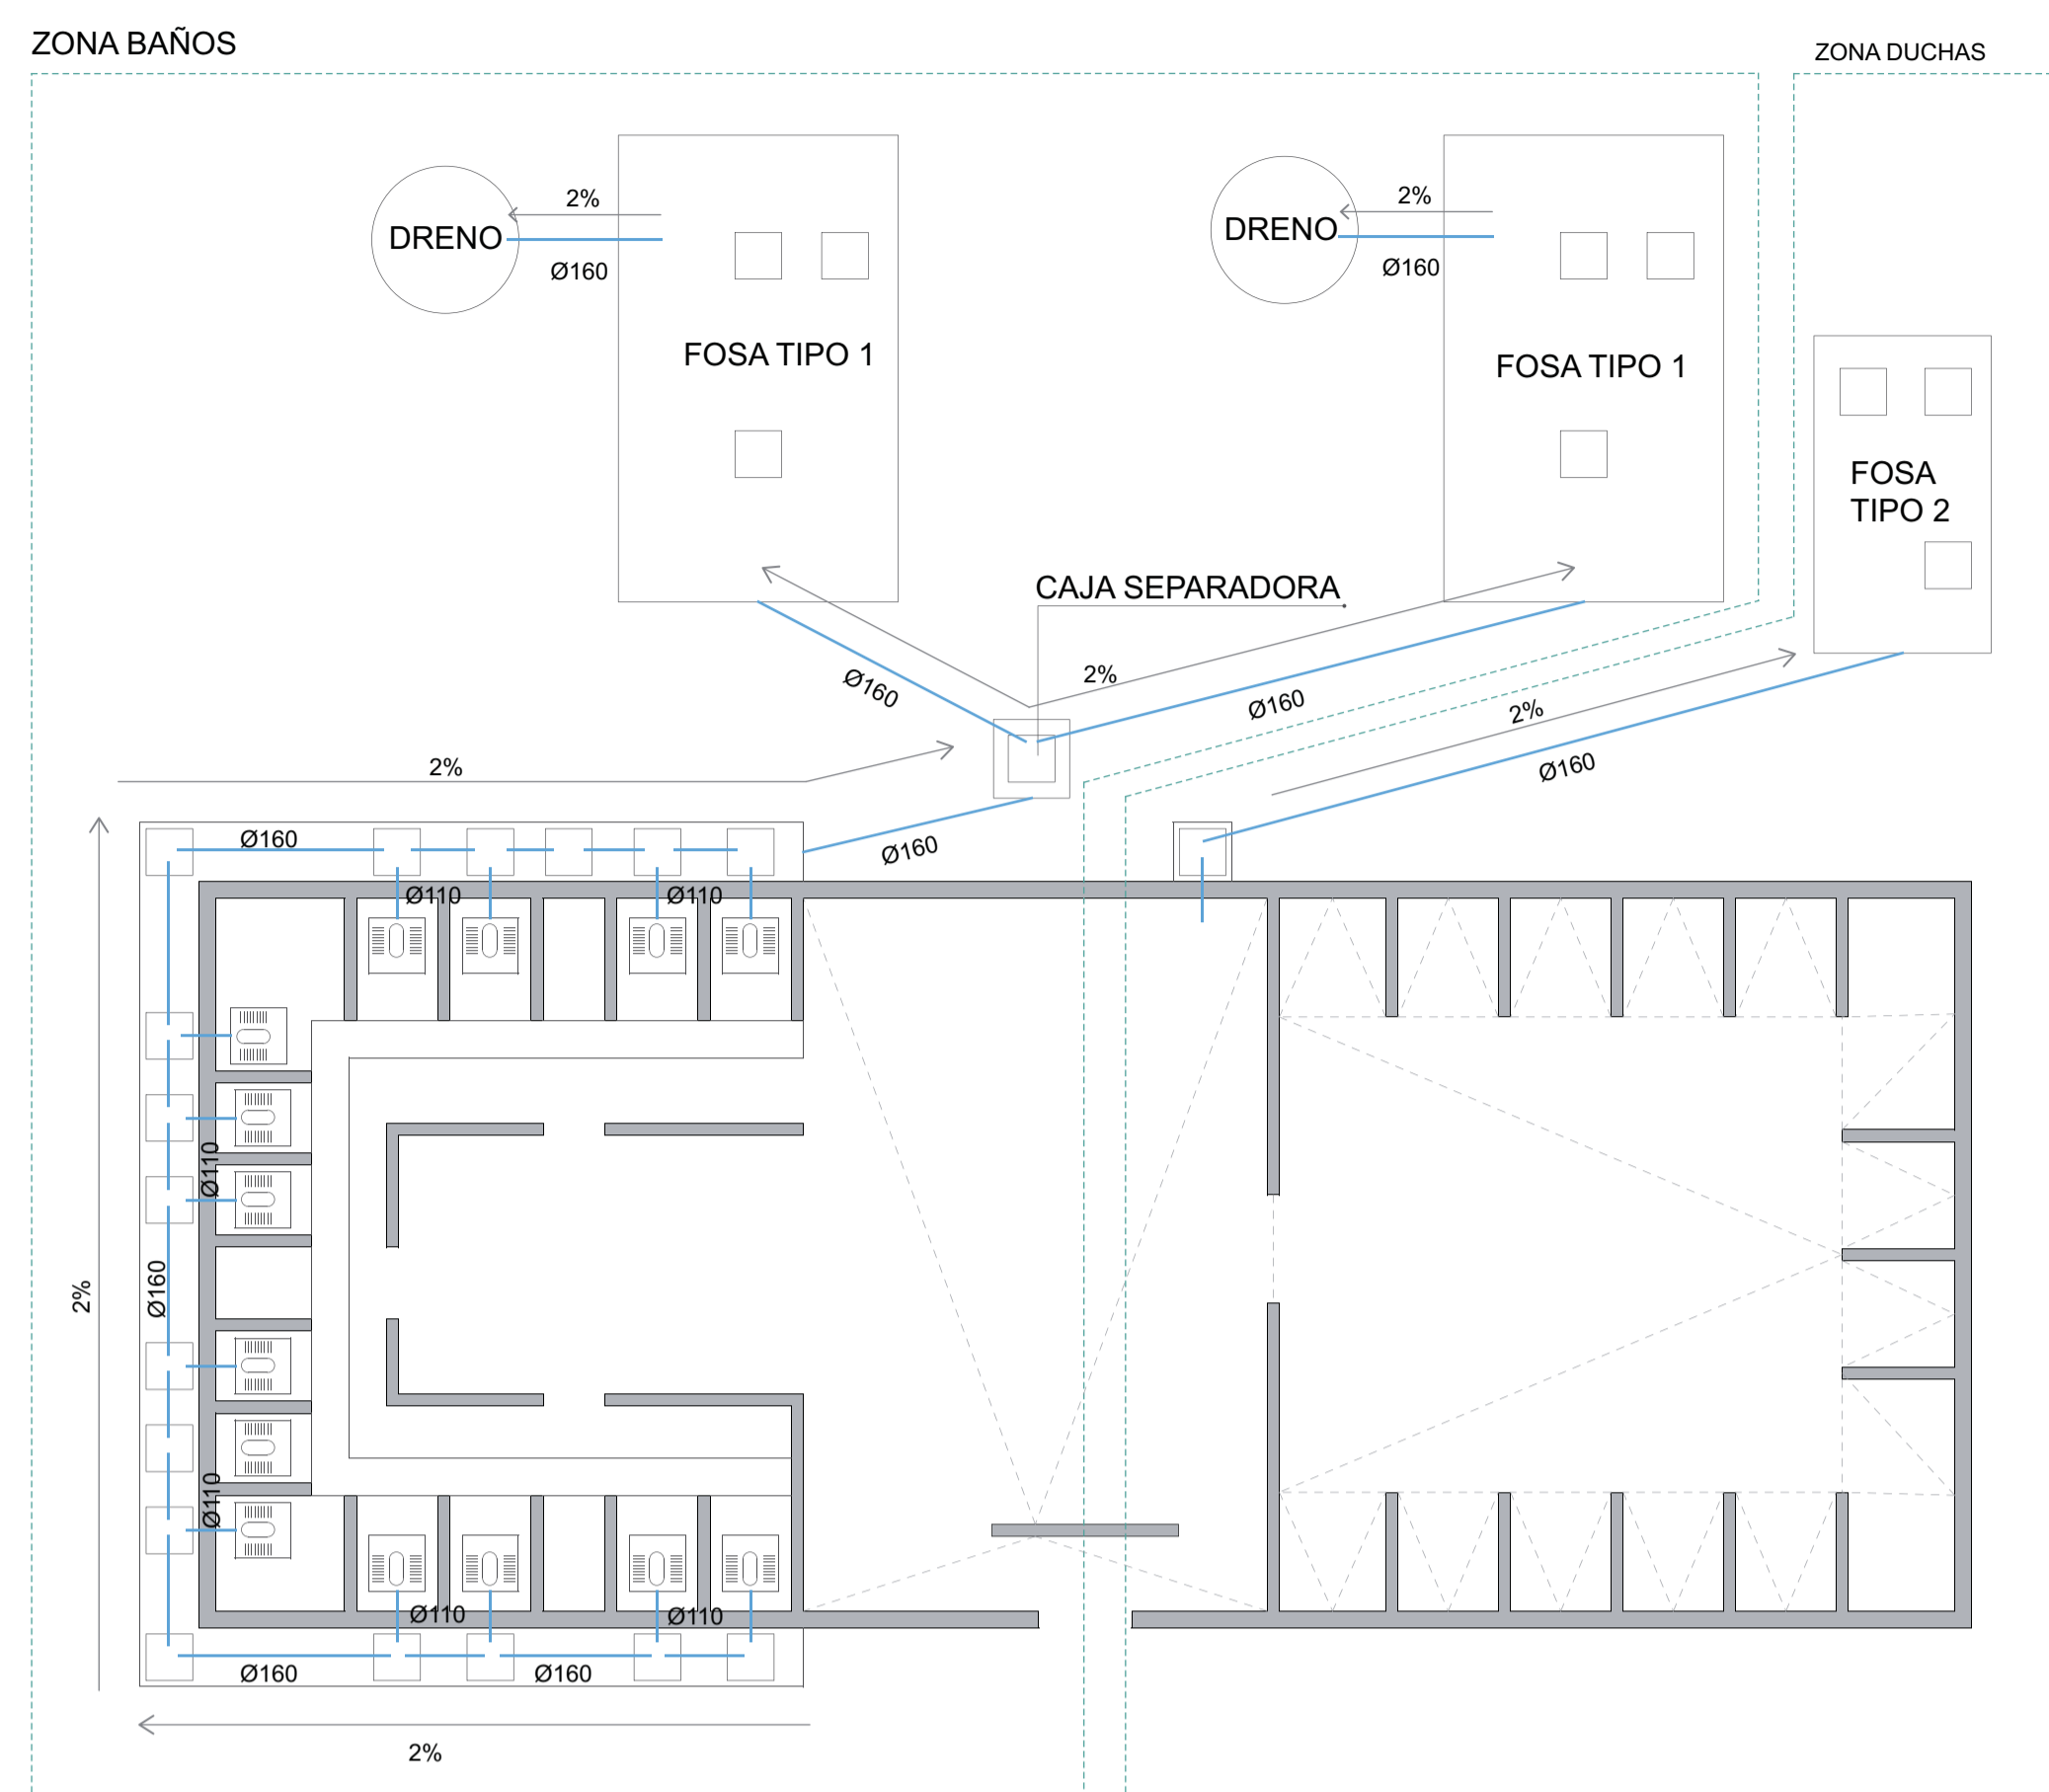 ZONA BAÑOS
ZONA DUCHAS
2%
2%
DRENO
DRENO
Ø160
Ø160
FOSA TIPO 1
FOSA TIPO 1
FOSA
TIPO 2
CAJA SEPARADORA
2%
Ø160
Ø160
2%
2%
Ø160
Ø160
Ø160
Ø110
Ø110
Ø110
2%
Ø160
Ø110
Ø110
Ø110
Ø160
Ø160
2%